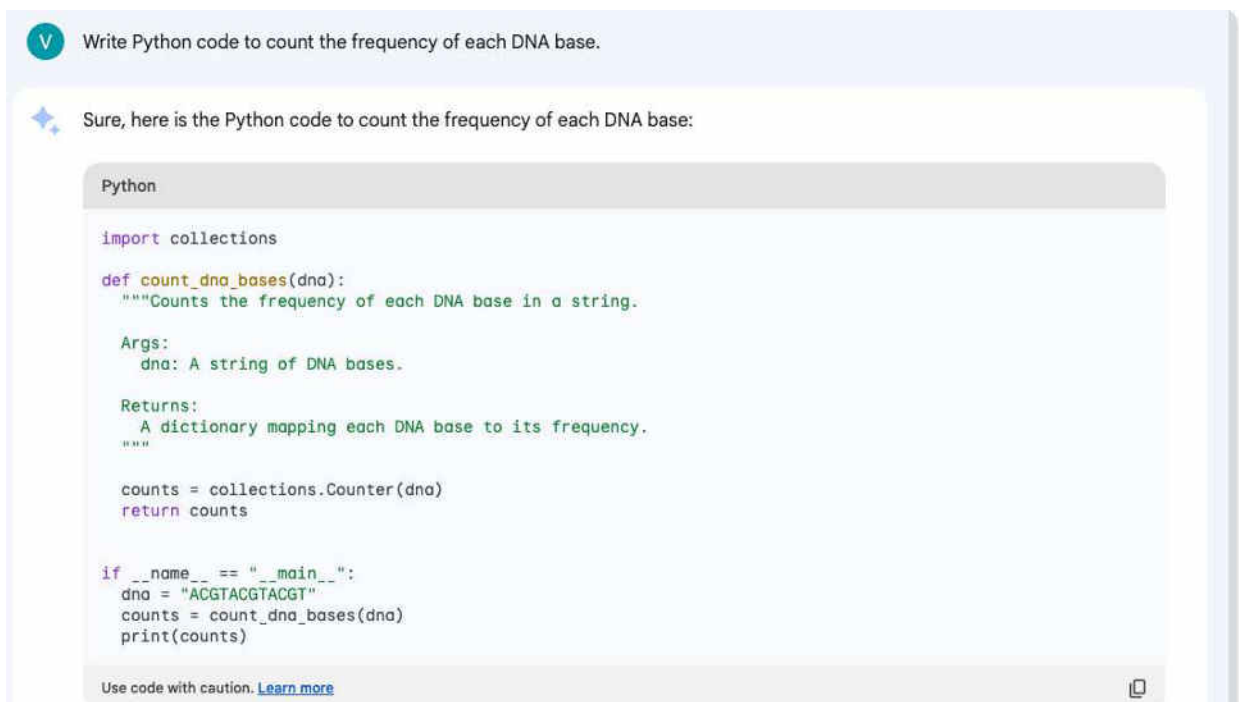 V
Write Python code to count the frequency of each DNA base.
Sure, here is the Python code to count the frequency of each DNA base:
Python
import collections
def count_dna_bases(dna):
"""Counts the frequency of each DNA base in a string.
Args:
dna: A string of DNA bases.
Returns:
A dictionary mapping each DNA base to its frequency.
"""
counts = collections.Counter(dna)
return counts
if __name__ == "__main__":
dna = "ACGTACGTACGT"
counts = count_dna_bases(dna)
print(counts)
Use code with caution. Learn more